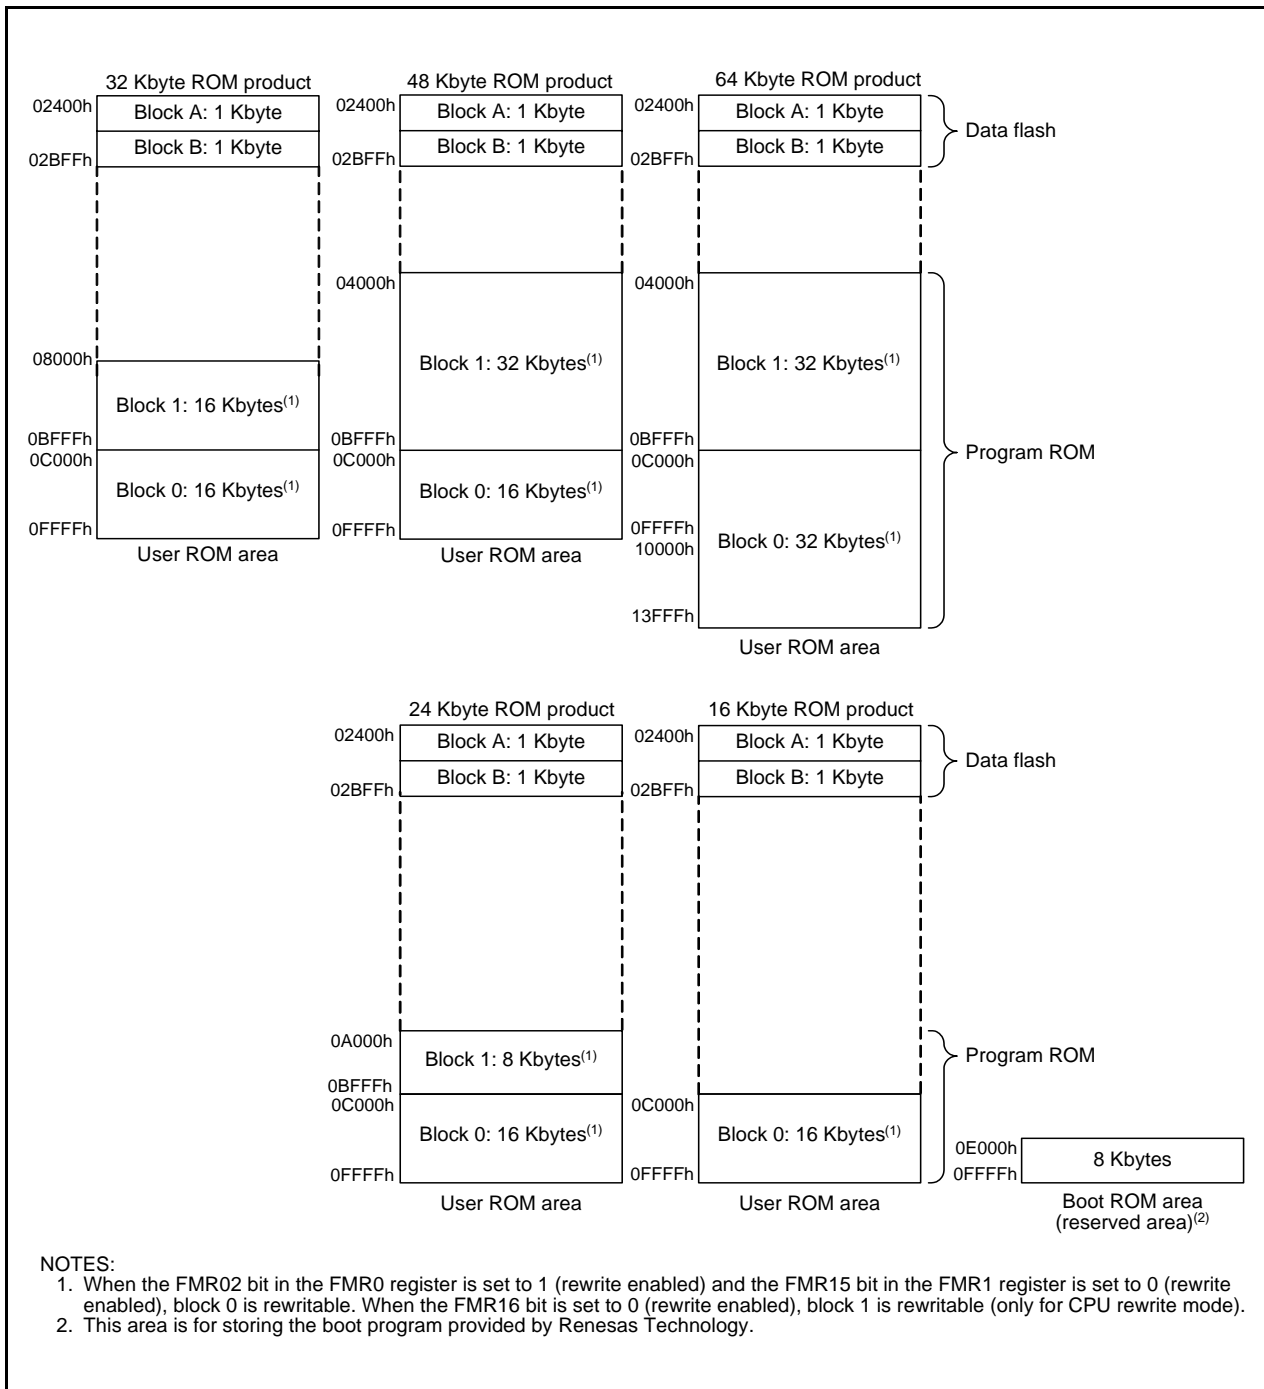 32 Kbyte ROM product
02400h
Block A: 1 Kbyte
Block B: 1 Kbyte
02BFFh
08000h
Block 1: 16 Kbytes(1)
0BFFFh
0C000h
Block 0: 16 Kbytes(1)
0FFFFh
User ROM area
48 Kbyte ROM product
02400h
Block A: 1 Kbyte
Block B: 1 Kbyte
02BFFh
04000h
Block 1: 32 Kbytes(1)
0BFFFh
0C000h
Block 0: 16 Kbytes(1)
0FFFFh
User ROM area
64 Kbyte ROM product
02400h
Block A: 1 Kbyte
Block B: 1 Kbyte
02BFFh
Data flash
04000h
Block 1: 32 Kbytes(1)
0BFFFh
0C000h
Program ROM
0FFFFh
10000h
Block 0: 32 Kbytes(1)
13FFFh
User ROM area
24 Kbyte ROM product
02400h
Block A: 1 Kbyte
Block B: 1 Kbyte
02BFFh
0A000h
Block 1: 8 Kbytes(1)
0BFFFh
0C000h
Block 0: 16 Kbytes(1)
0FFFFh
User ROM area
16 Kbyte ROM product
02400h
Block A: 1 Kbyte
Block B: 1 Kbyte
02BFFh
Data flash
Program ROM
0C000h
Block 0: 16 Kbytes(1)
0FFFFh
User ROM area
0E000h
8 Kbytes
0FFFFh
Boot ROM area
(reserved area)(2)
NOTES:
1. When the FMR02 bit in the FMR0 register is set to 1 (rewrite enabled) and the FMR15 bit in the FMR1 register is set to 0 (rewrite
enabled), block 0 is rewritable. When the FMR16 bit is set to 0 (rewrite enabled), block 1 is rewritable (only for CPU rewrite mode).
2. This area is for storing the boot program provided by Renesas Technology.